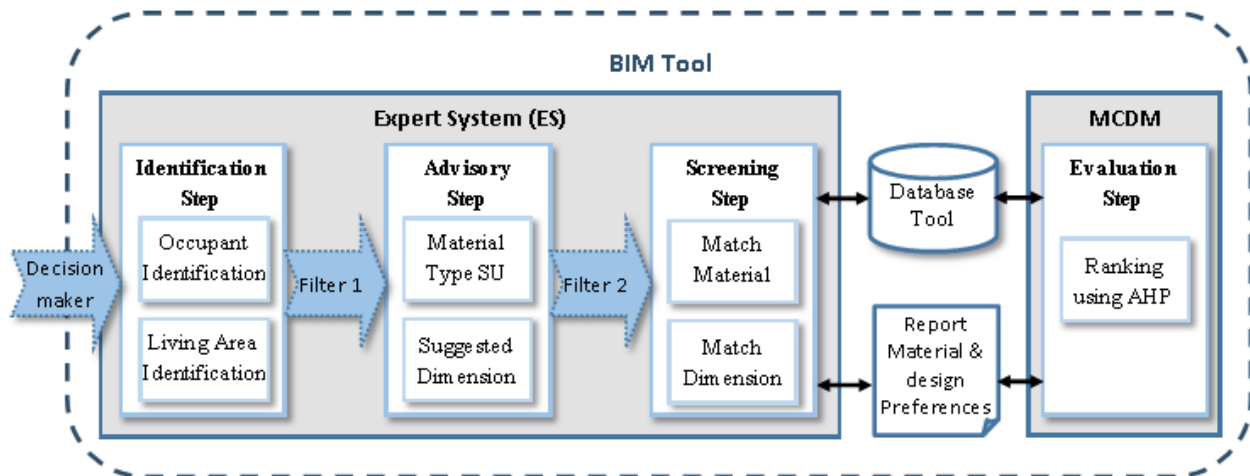 BIM Tool
Expert System (ES)
MCDM
Identification
Step
Occupant
Identification
Living Area
Identification
Decision
maker
Filter 1
Advisory
Step
Material
Type SU
Suggested
Dimension
Filter 2
Screening
Step
Match
Material
Match
Dimension
Database
Tool
Report
Material &
design
Preferences
Evaluation
Step
Ranking
using AHP